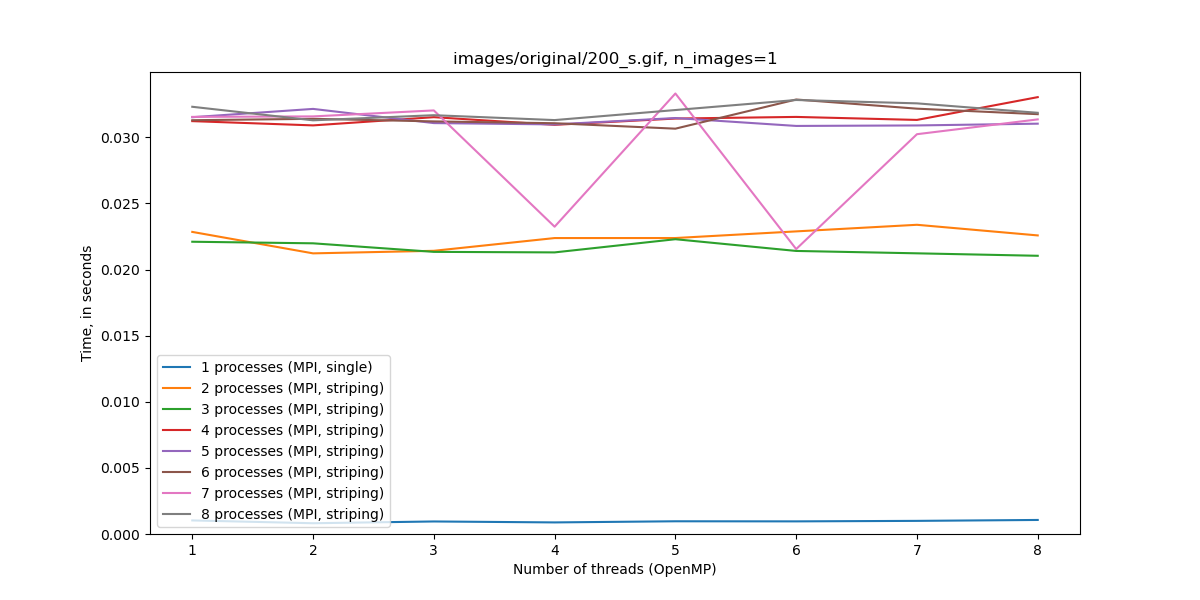 images/original/200_s.gif, n_images=1
Time, in seconds
0.030
0.025
0.020
0.015
0.010
0.005
0.000
1 processes (MPI, single)
2 processes (MPI, striping)
3 processes (MPI, striping)
4 processes (MPI, striping)
5 processes (MPI, striping)
6 processes (MPI, striping)
7 processes (MPI, striping)
8 processes (MPI, striping)
1 2 3 4 5 6 7 8
Number of threads (OpenMP)